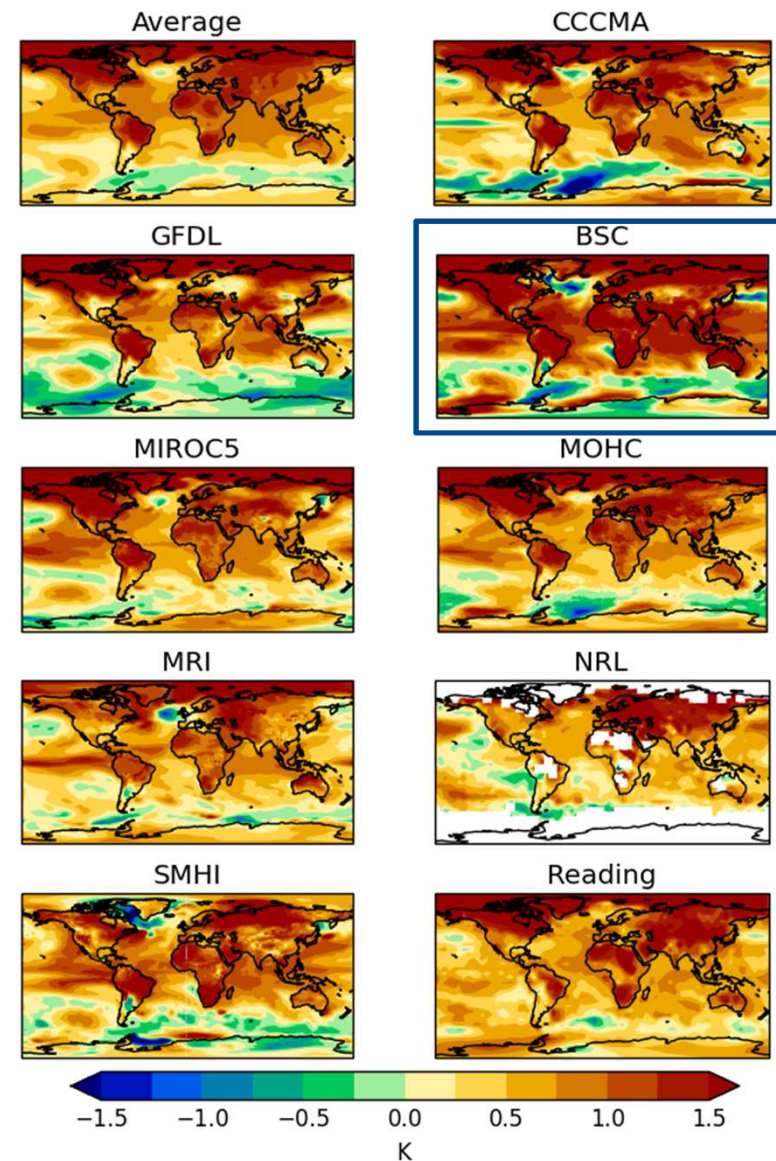 Average CCCMA
GFDL BSC
MIROC5 MOHC
MRI NRL
SMHI Reading
−1.5 −1.0 −0.5 0.0 0.5 1.0 1.5
K